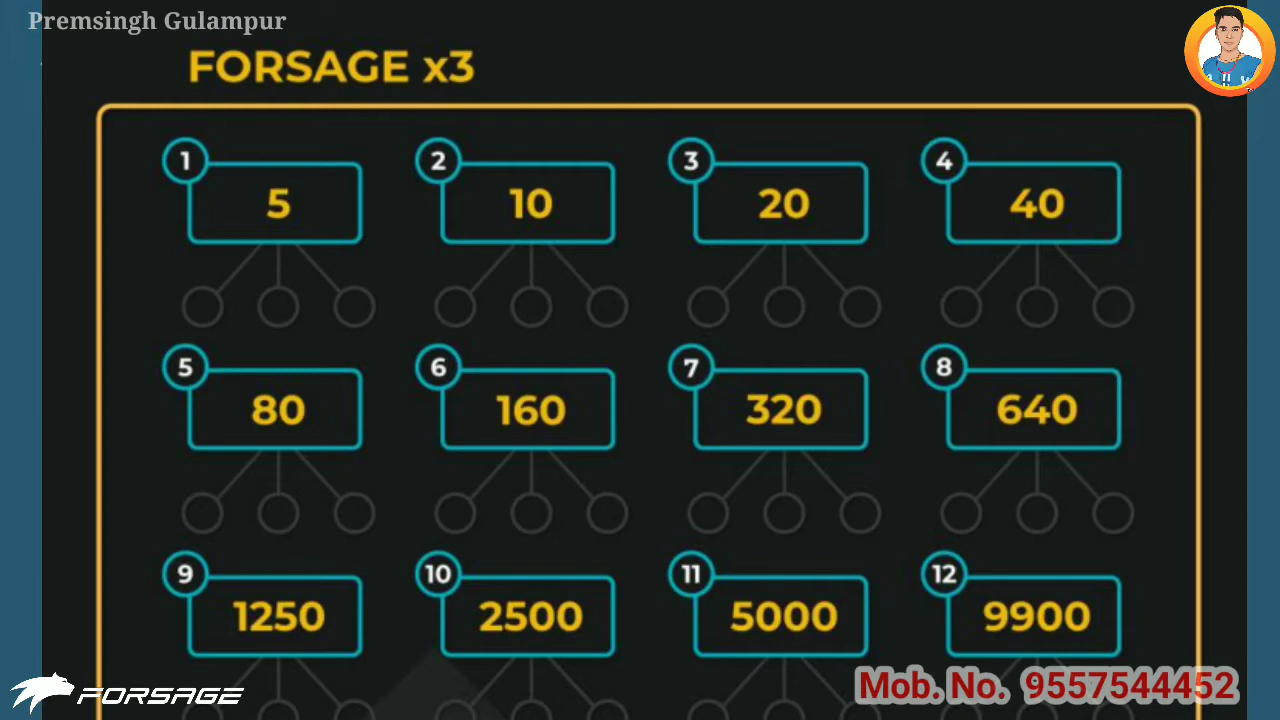 Premsingh Gulampur
FORSAGE x3
1 2 3 4
5 10 20 40
5 6 7 8
80 160 320 640
9 10 11 12
1250 2500 5000 9900
FORSAGE
Mob. No. 9557544452